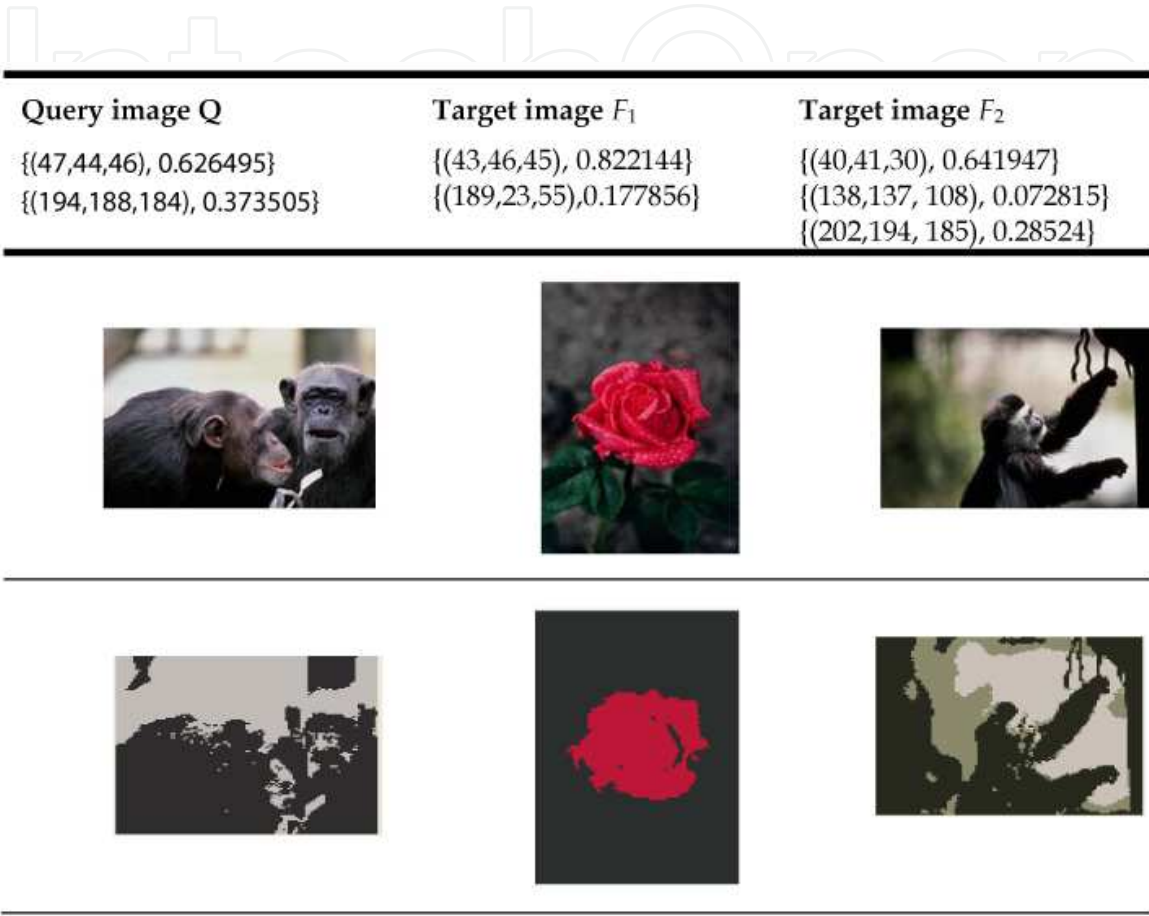 IntechOpen
Query image Q
{(47,44,46), 0.626495}
{(194,188,184), 0.373505}
Target image F1
{(43,46,45), 0.822144}
{(189,23,55),0.177856}
Target image F2
{(40,41,30), 0.641947}
{(138,137, 108), 0.072815}
{(202,194, 185), 0.28524}